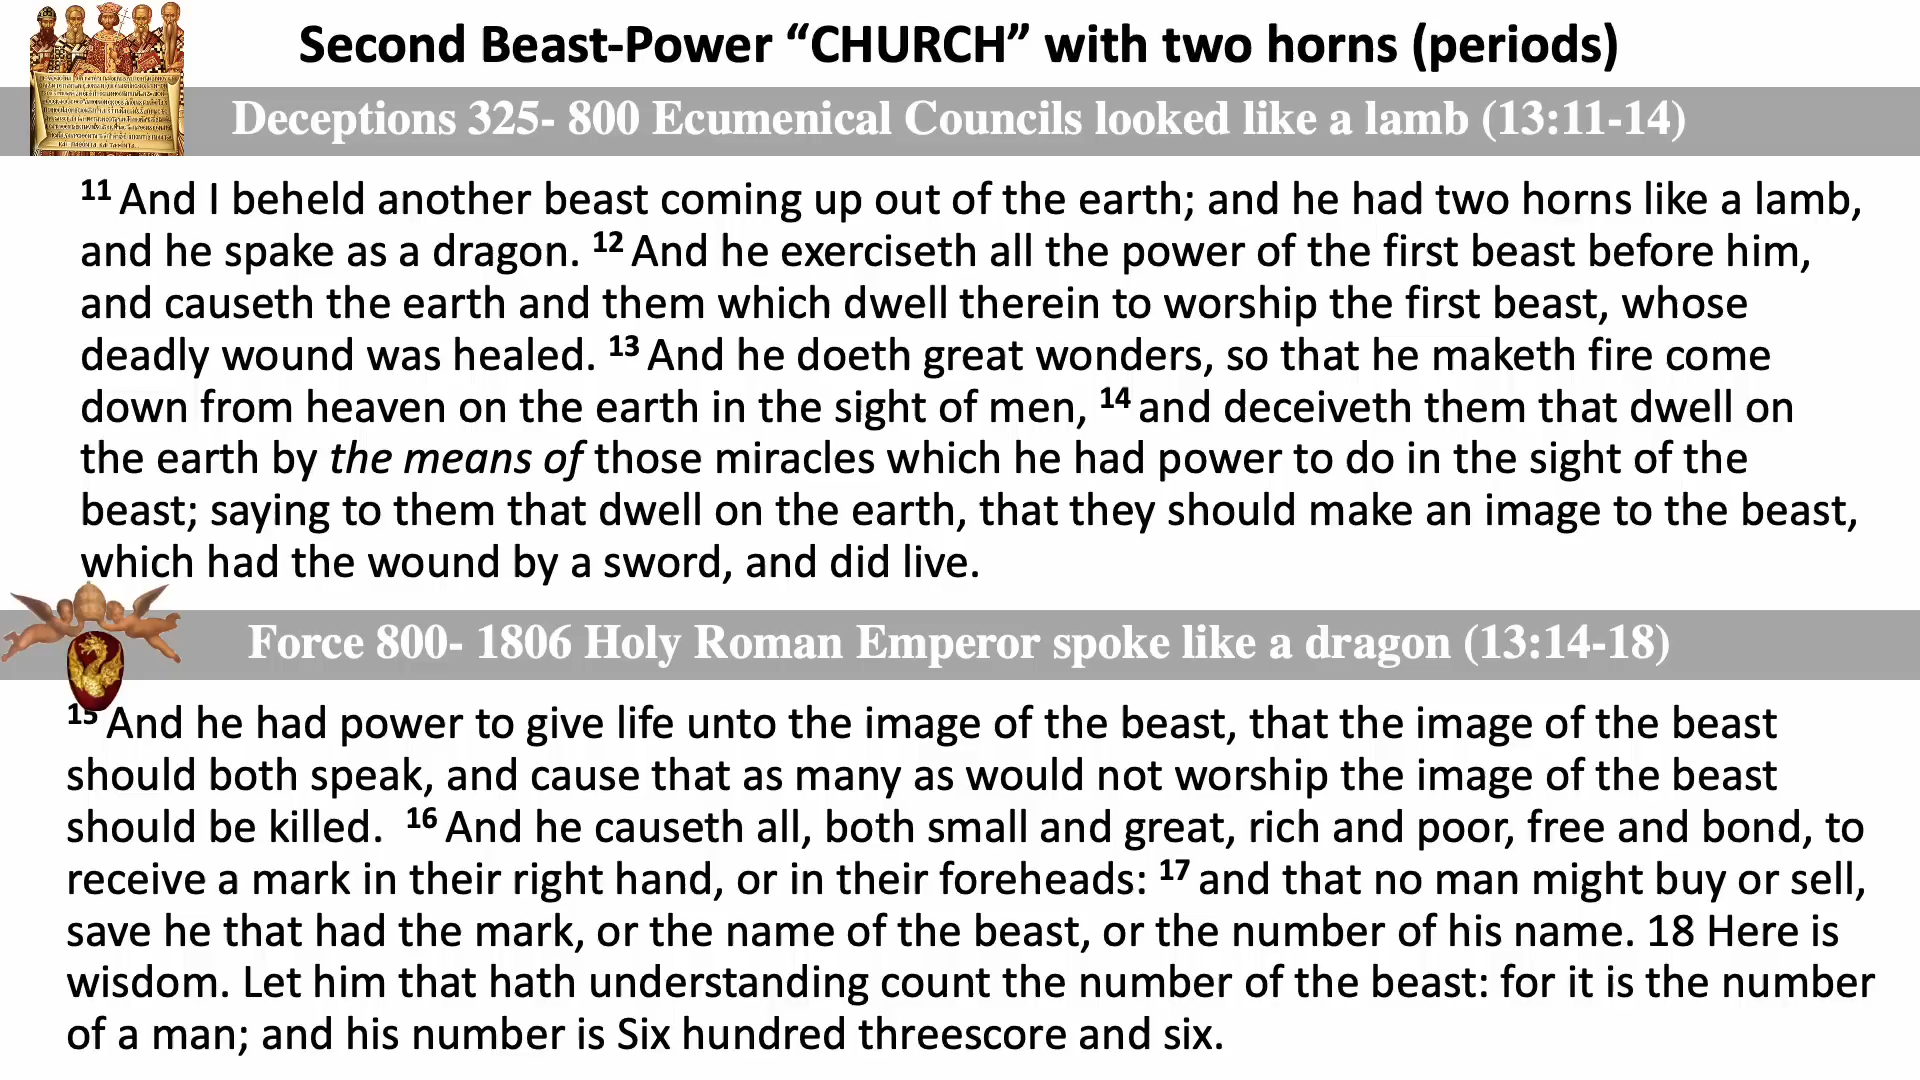 Second Beast-Power “CHURCH” with two horns (periods)
Deceptions 325- 800 Ecumenical Councils looked like a lamb (13:11-14)
11 And I beheld another beast coming up out of the earth; and he had two horns like a lamb,
and he spake as a dragon. 12 And he exerciseth all the power of the first beast before him,
and causeth the earth and them which dwell therein to worship the first beast, whose
deadly wound was healed. 13 And he doeth great wonders, so that he maketh fire come
down from heaven on the earth in the sight of men, 14 and deceiveth them that dwell on
the earth by the means of those miracles which he had power to do in the sight of the
beast; saying to them that dwell on the earth, that they should make an image to the beast,
which had the wound by a sword, and did live.
Force 800- 1806 Holy Roman Emperor spoke like a dragon (13:14-18)
15 And he had power to give life unto the image of the beast, that the image of the beast
should both speak, and cause that as many as would not worship the image of the beast
should be killed. 16 And he causeth all, both small and great, rich and poor, free and bond, to
receive a mark in their right hand, or in their foreheads: 17 and that no man might buy or sell,
save he that had the mark, or the name of the beast, or the number of his name. 18 Here is
wisdom. Let him that hath understanding count the number of the beast: for it is the number
of a man; and his number is Six hundred threescore and six.